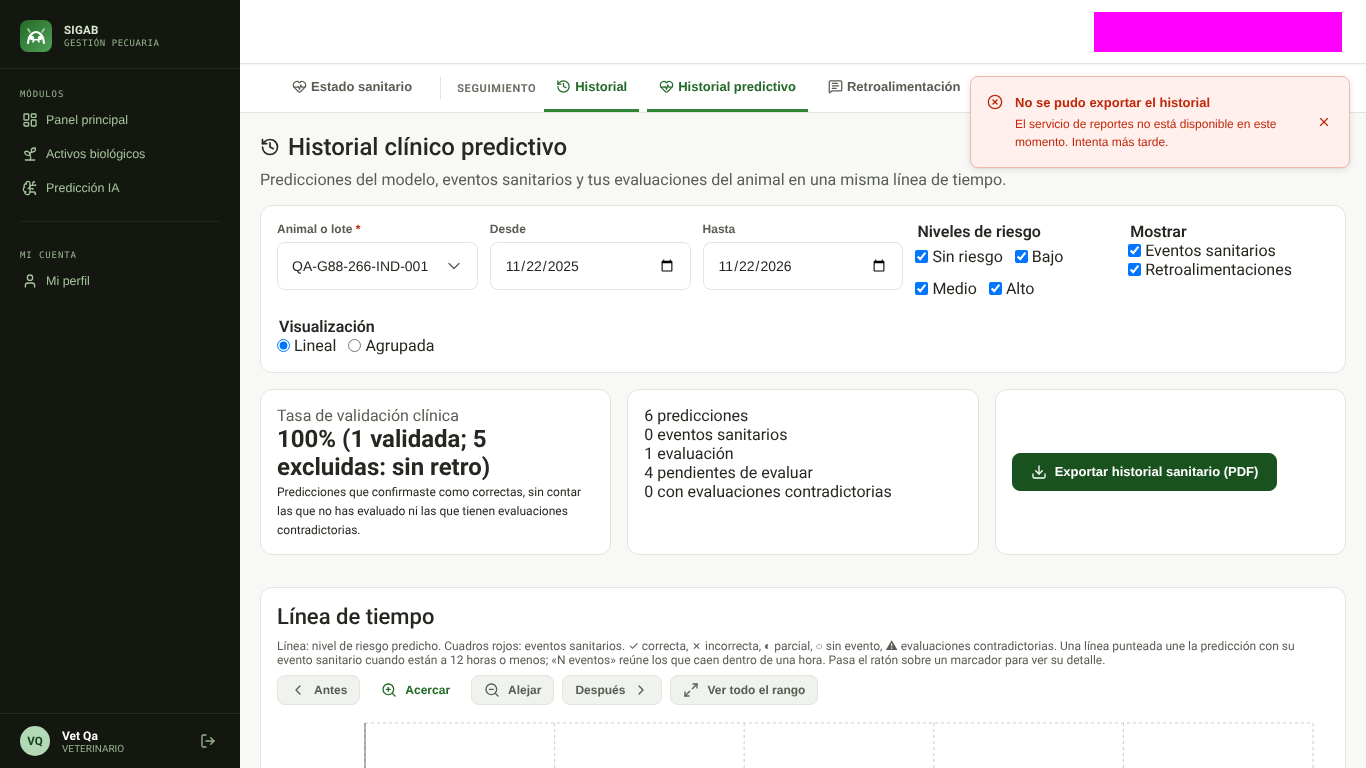 SIGAB
GESTIÓN PECUARIA
MÓDULOS
Panel principal
Activos biológicos
Predicción IA
MI CUENTA
Mi perfil
VQ
Vet Qa
VETERINARIO
Estado sanitario
SEGUIMIENTO
Historial
Historial predictivo
Retroalimentación
No se pudo exportar el historial
El servicio de reportes no está disponible en este
momento. Intenta más tarde.
Historial clínico predictivo
Predicciones del modelo, eventos sanitarios y tus evaluaciones del animal en una misma línea de tiempo.
Animal o lote *
QA-G88-266-IND-001
Desde
11/22/2025
Hasta
11/22/2026
Niveles de riesgo
Sin riesgo Bajo
Medio Alto
Mostrar
Eventos sanitarios
Retroalimentaciones
Visualización
Lineal Agrupada
Tasa de validación clínica
100% (1 validada; 5
excluidas: sin retro)
Predicciones que confirmaste como correctas, sin contar
las que no has evaluado ni las que tienen evaluaciones
contradictorias.
6 predicciones
0 eventos sanitarios
1 evaluación
4 pendientes de evaluar
0 con evaluaciones contradictorias
Exportar historial sanitario (PDF)
Línea de tiempo
Línea: nivel de riesgo predicho. Cuadros rojos: eventos sanitarios. ✓ correcta, × incorrecta, ◐ parcial, ○ sin evento, ⚠ evaluaciones contradictorias. Una línea punteada une la predicción con su
evento sanitario cuando están a 12 horas o menos; «N eventos» reúne los que caen dentro de una hora. Pasa el ratón sobre un marcador para ver su detalle.
Antes
Acercar
Alejar
Después
Ver todo el rango